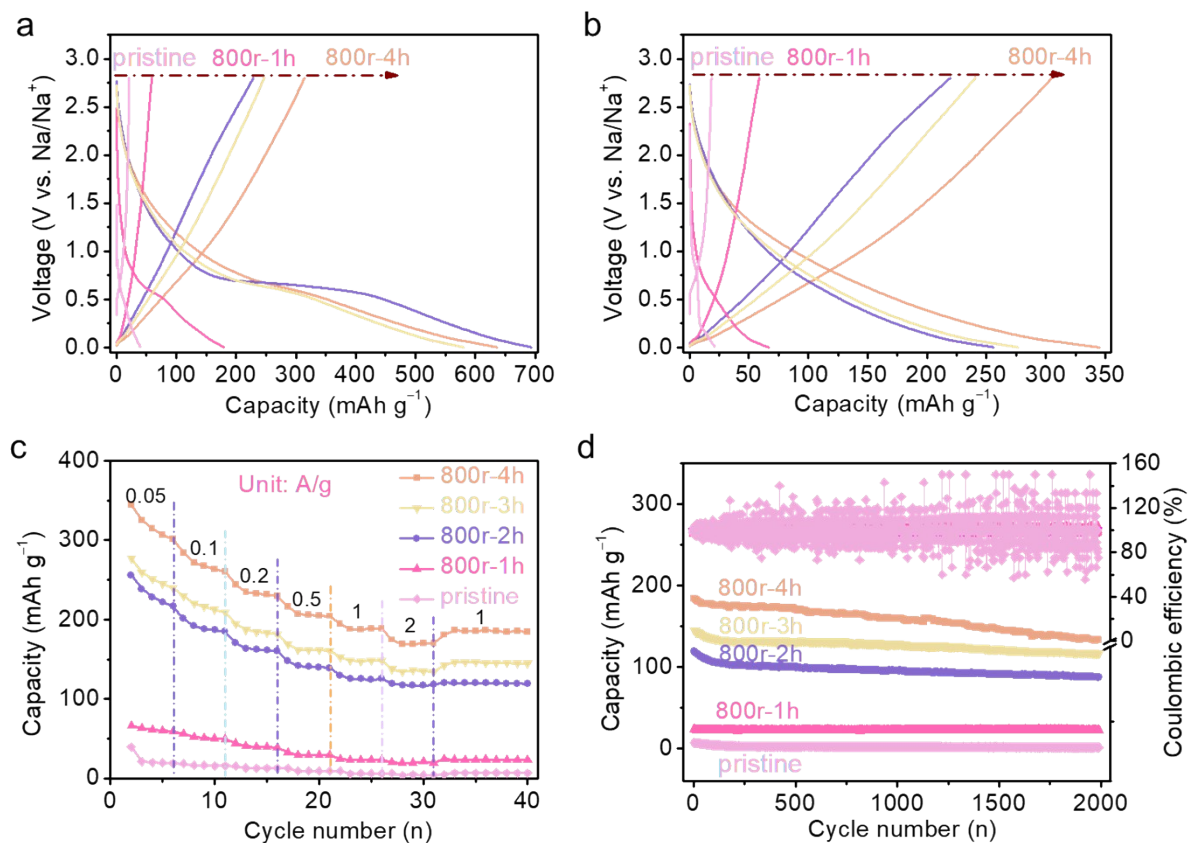 a
pristine 800r-1h 800r-4h
3.0
2.5
2.0
1.5
1.0
0.5
0.0
Voltage (V vs. Na/Na⁺)
0 100 200 300 400 500 600 700
Capacity (mAh g⁻¹)
b
pristine 800r-1h 800r-4h
3.0
2.5
2.0
1.5
1.0
0.5
0.0
Voltage (V vs. Na/Na⁺)
0 50 100 150 200 250 300 350
Capacity (mAh g⁻¹)
c
400
300
200
100
0
Capacity (mAh g⁻¹)
Unit: A/g
800r-4h
800r-3h
800r-2h
800r-1h
pristine
0.05
0.1
0.2
0.5
1
2
1
0 10 20 30 40
Cycle number (n)
d
300
200
100
0
Capacity (mAh g⁻¹)
800r-4h
800r-3h
800r-2h
800r-1h
pristine
160
120
80
40
0
Coulombic efficiency (%)
0 500 1000 1500 2000
Cycle number (n)